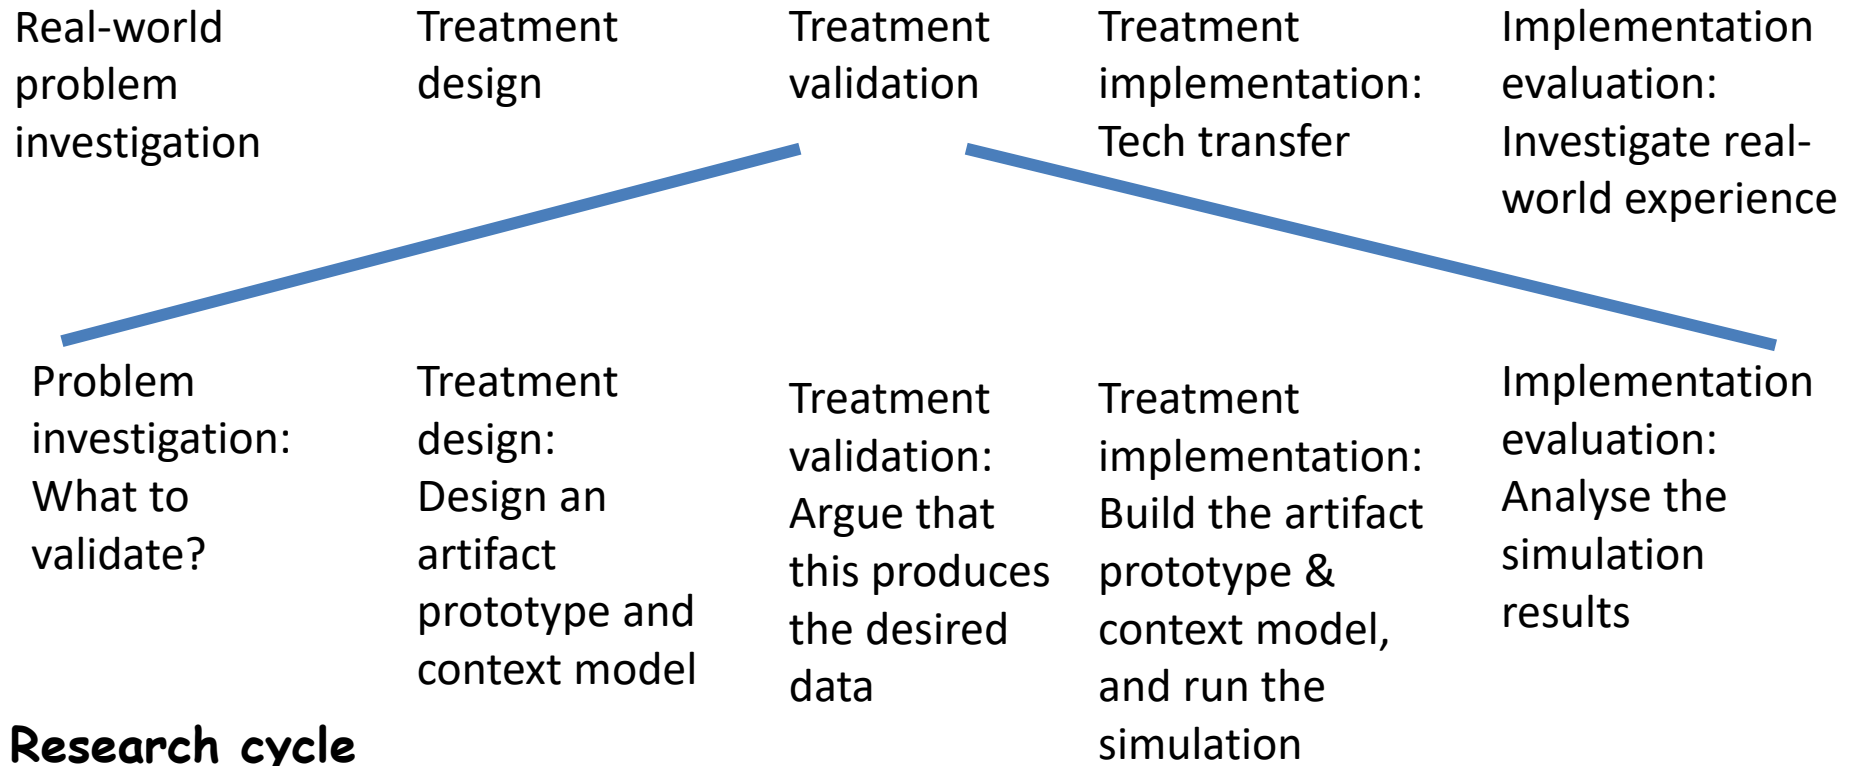 Real-world
problem
investigation
Treatment
design
Treatment
validation
Treatment
implementation:
Tech transfer
Implementation
evaluation:
Investigate real-
world experience
Problem
investigation:
What to
validate?
Treatment
design:
Design an
artifact
prototype and
context model
Treatment
validation:
Argue that
this produces
the desired
data
Treatment
implementation:
Build the artifact
prototype &
context model,
and run the
simulation
Implementation
evaluation:
Analyse the
simulation
results
Research cycle